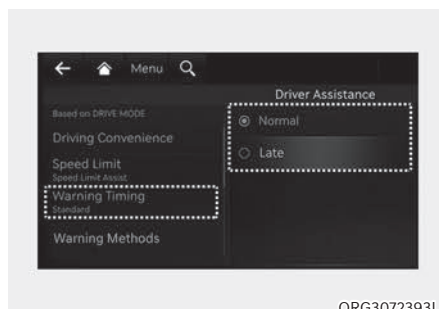 Menu
Driver Assistance
Based on DRIVE MODE
Driving Convenience
Speed Limit
Speed Limit Assist
Warning Timing
Standard
Warning Methods
Normal
Late
ORG3072393L